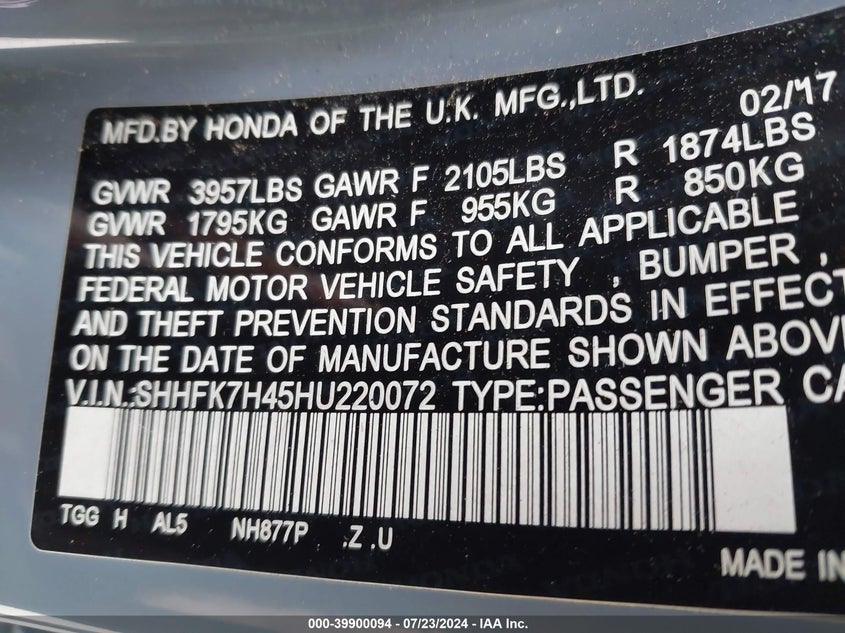 MFD.BY HONDA OF THE U.K. MFG.,LTD. 02/17
GVWR 3957LBS GAWR F 2105LBS R 1874LBS
GVWR 1795KG GAWR F 955KG R 850KG
THIS VEHICLE CONFORMS TO ALL APPLICABLE
FEDERAL MOTOR VEHICLE SAFETY , BUMPER ,
AND THEFT PREVENTION STANDARDS IN EFFECT
ON THE DATE OF MANUFACTURE SHOWN ABOV
V.I.N.:SHHFK7H45HU220072 TYPE:PASSENGER CA
TGG H AL5 NH877P .Z .U
MADE IN
000-39900094 - 07/23/2024 - IAA Inc.